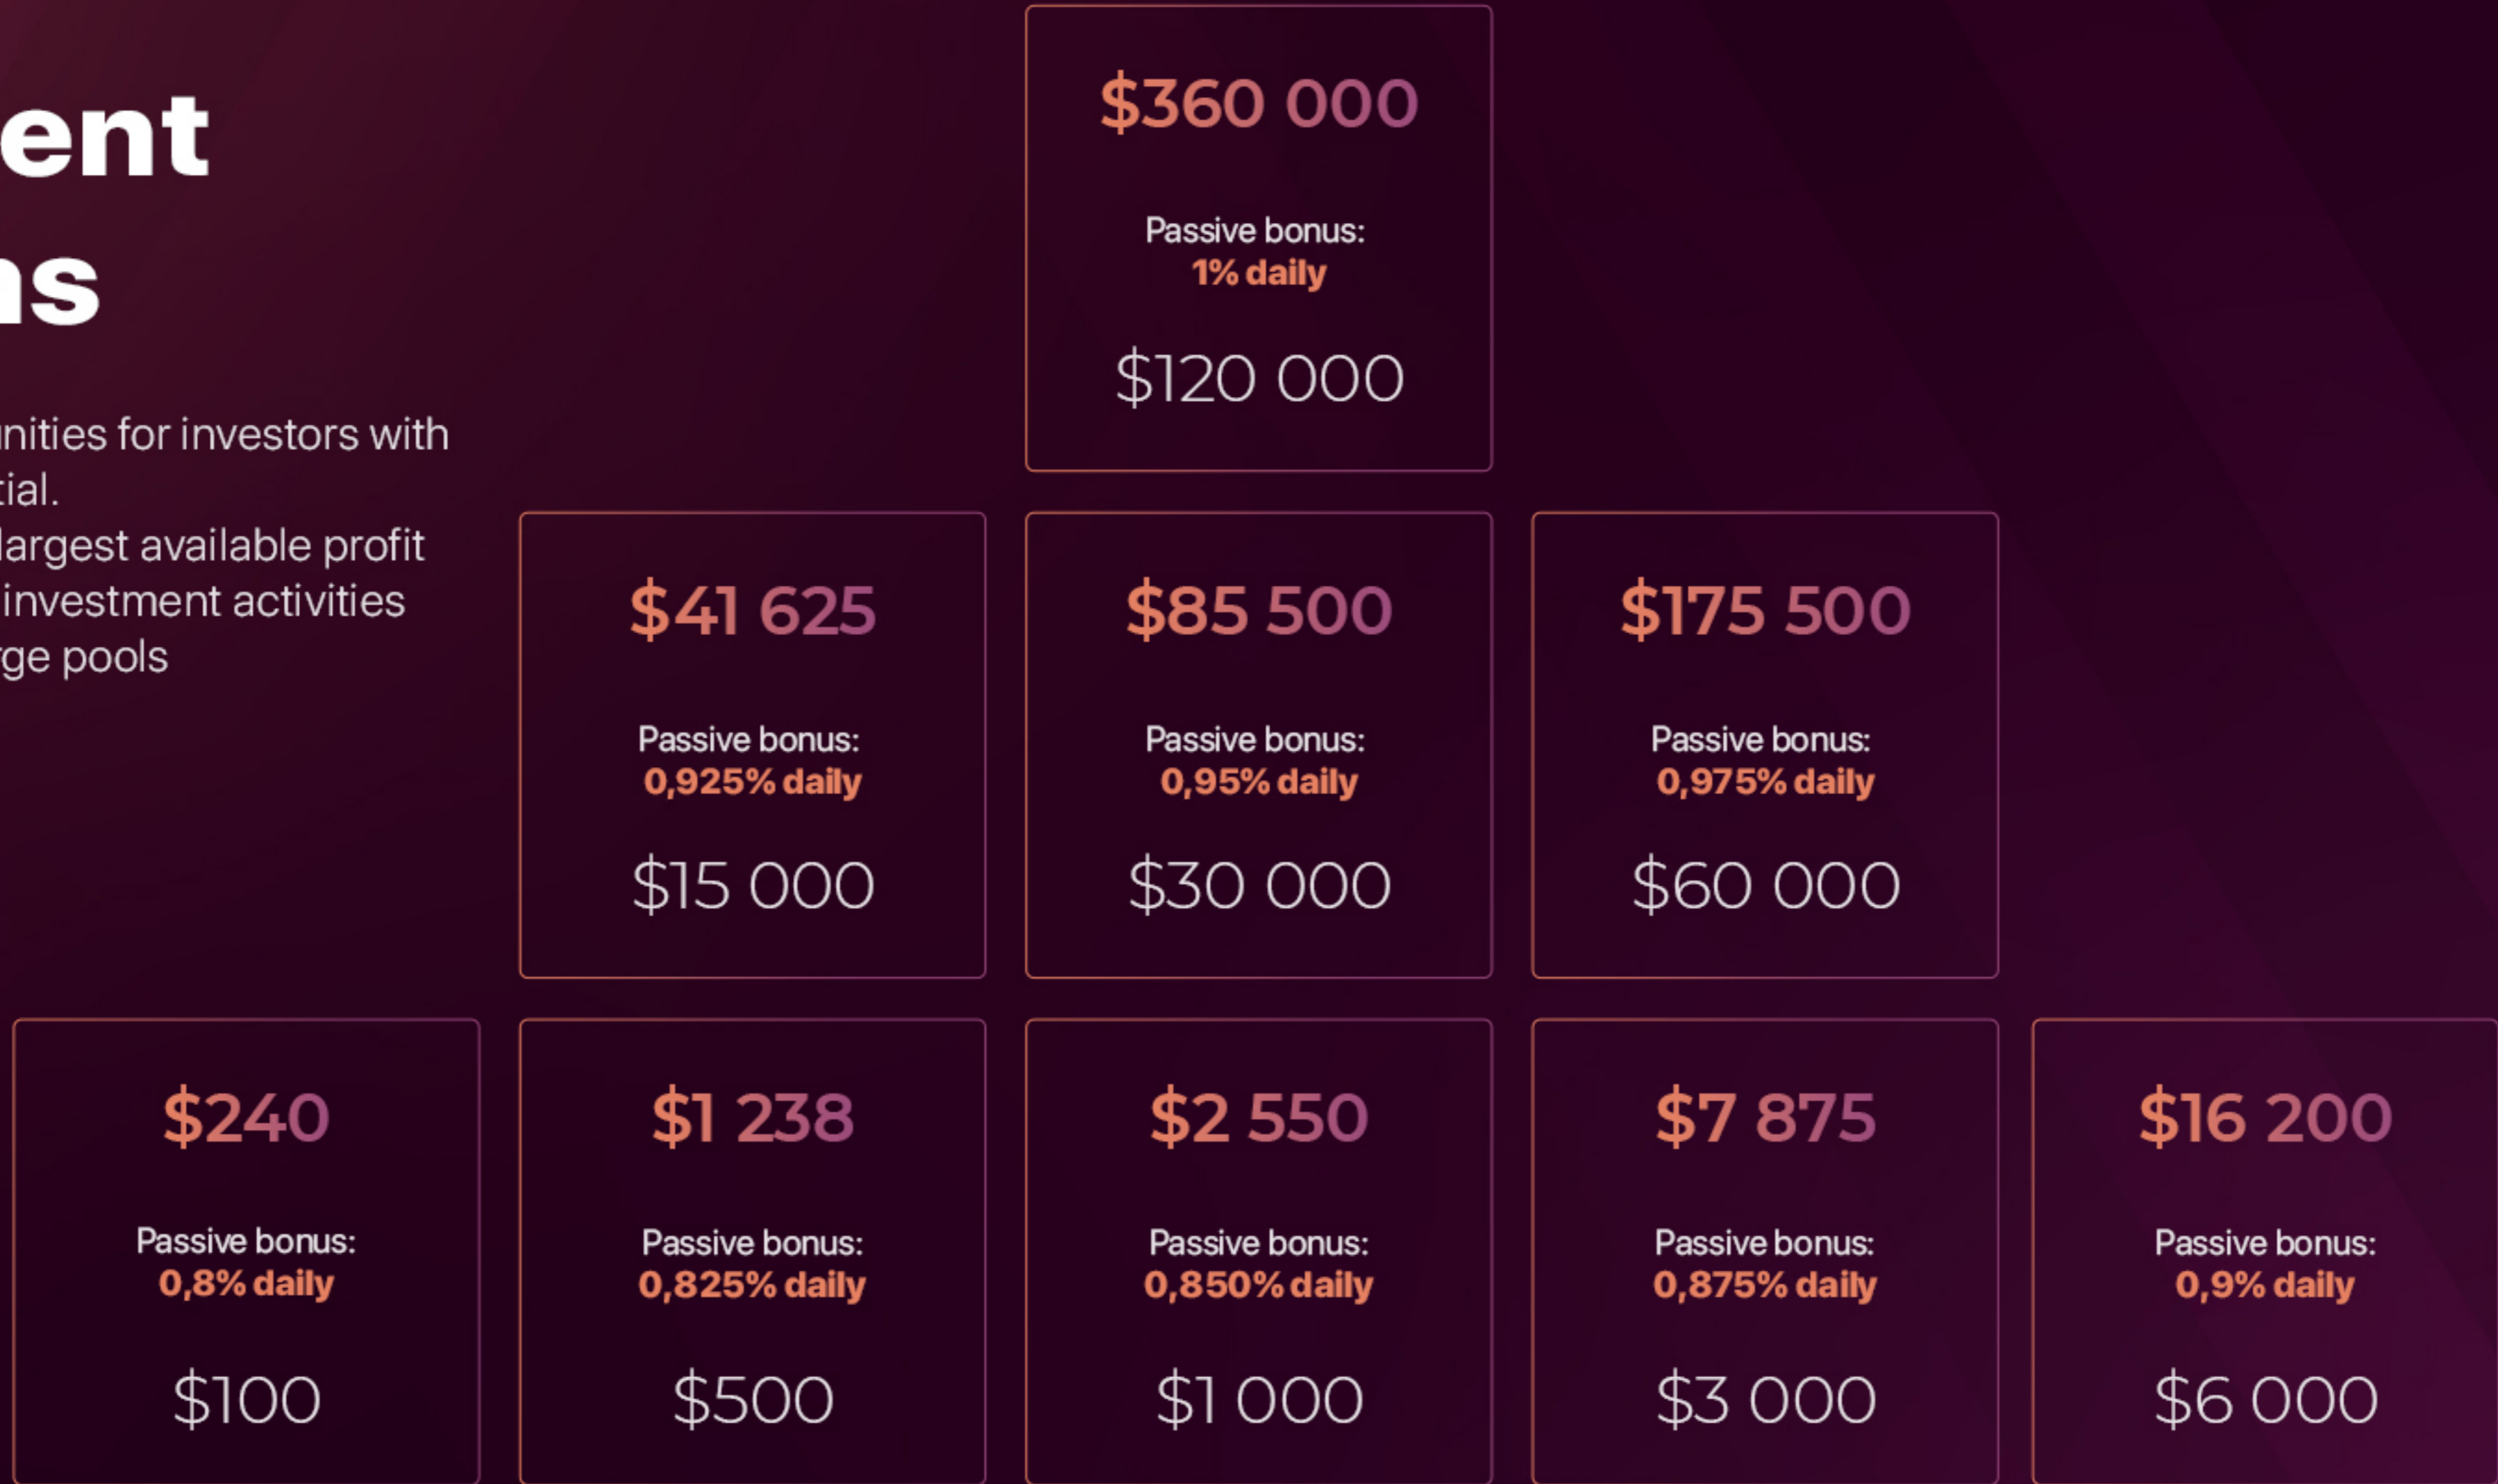 ent
ns
nities for investors with
tial.
largest available profit
investment activities
rge pools
$360 000
Passive bonus:
1% daily
$120 000
$41 625
Passive bonus:
0,925% daily
$15 000
$85 500
Passive bonus:
0,95% daily
$30 000
$175 500
Passive bonus:
0,975% daily
$60 000
$240
Passive bonus:
0,8% daily
$100
$1 238
Passive bonus:
0,825% daily
$500
$2 550
Passive bonus:
0,850% daily
$1 000
$7 875
Passive bonus:
0,875% daily
$3 000
$16 200
Passive bonus:
0,9% daily
$6 000